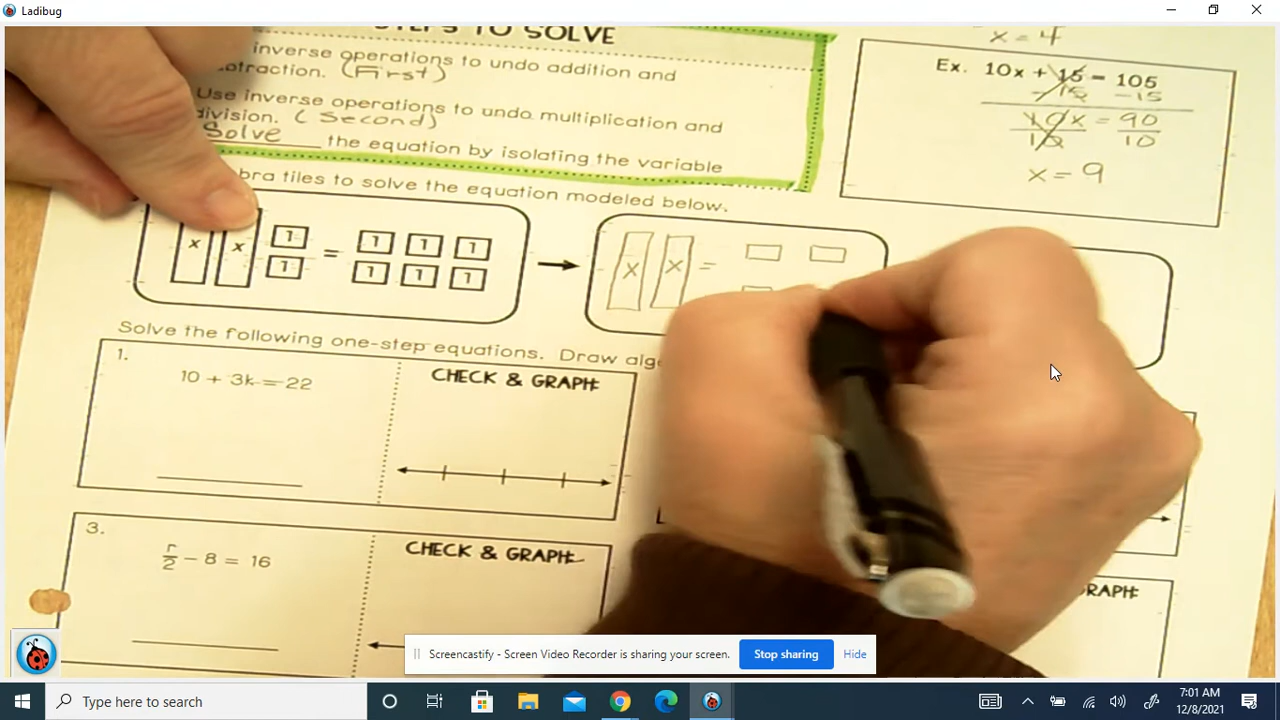 Ladibug
STEPS TO SOLVE
inverse operations to undo addition and
(First)
Use inverse operations to undo multiplication and
division. (Second)
Solve the equation by isolating the variable
x = 4
Ex. 10x + 15 = 105
-15 -15
10x = 90
10 10
x = 9
tiles to solve the equation modeled below.
x x 1 = 1 1 1
1 1 1 1
x x =
Solve the following one-step equations. Draw
1.
10 + 3k = 22
CHECK & GRAPH:
3.
r/2 - 8 = 16
CHECK & GRAPH:
GRAPH:
Screencastify - Screen Video Recorder is sharing your screen.
Stop sharing
Hide
Type here to search
7:01 AM
12/8/2021